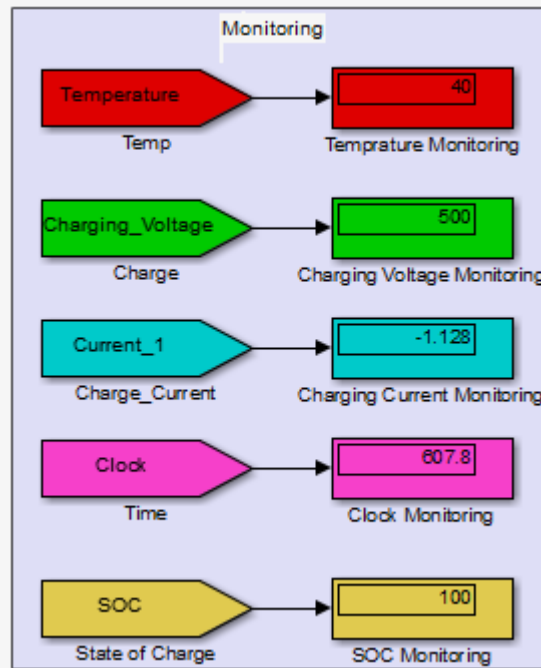 Monitoring
Temperature
40
Temp
Temprature Monitoring
Charging_Voltage
500
Charge
Charging Voltage Monitoring
Current_1
-1.128
Charge_Current
Charging Current Monitoring
Clock
607.8
Time
Clock Monitoring
SOC
100
State of Charge
SOC Monitoring